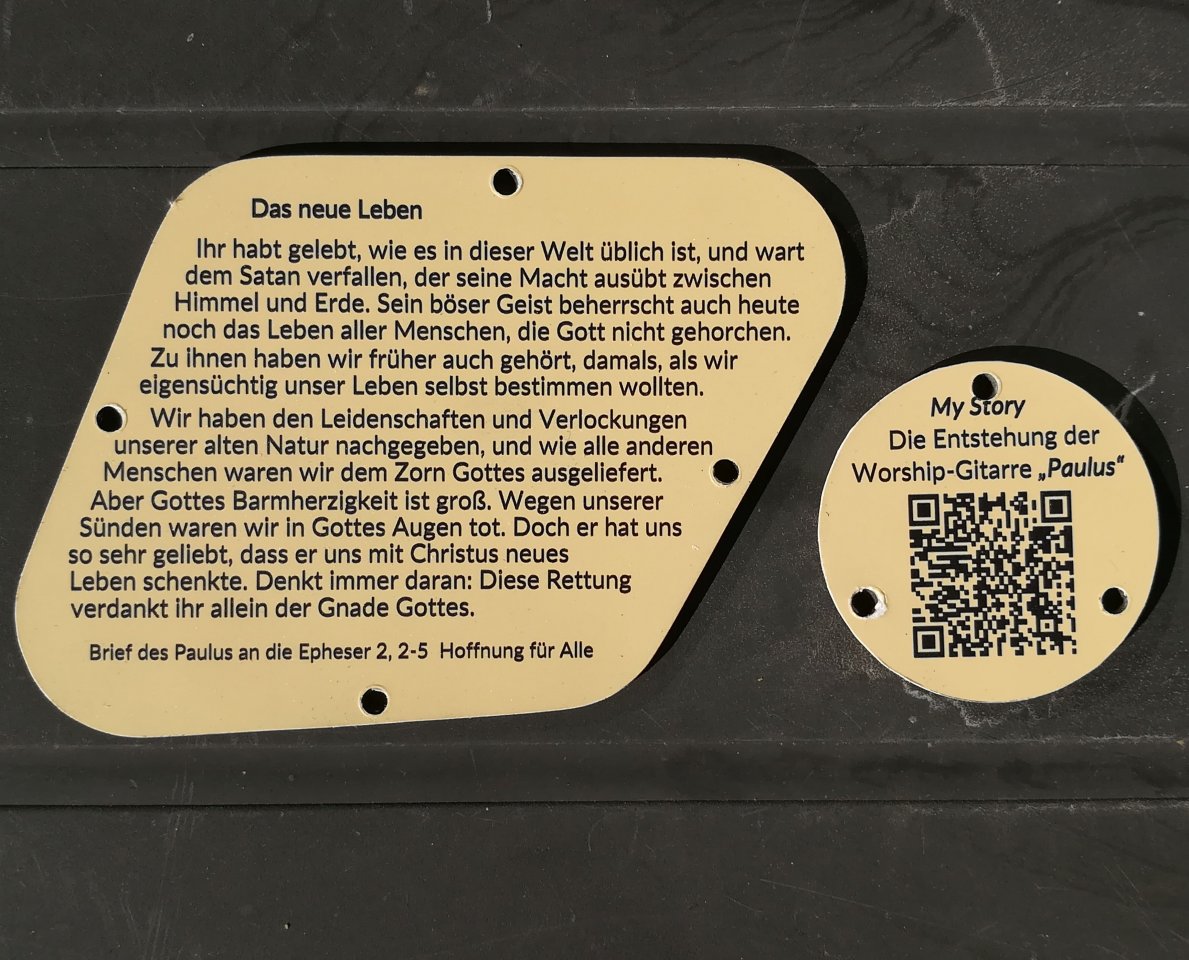 Das neue Leben
Ihr habt gelebt, wie es in dieser Welt üblich ist, und wart
dem Satan verfallen, der seine Macht ausübt zwischen
Himmel und Erde. Sein böser Geist beherrscht auch heute
noch das Leben aller Menschen, die Gott nicht gehorchen.
Zu ihnen haben wir früher auch gehört, damals, als wir
eigensüchtig unser Leben selbst bestimmen wollten.
Wir haben den Leidenschaften und Verlockungen
unserer alten Natur nachgegeben, und wie alle anderen
Menschen waren wir dem Zorn Gottes ausgeliefert.
Aber Gottes Barmherzigkeit ist groß. Wegen unserer
Sünden waren wir in Gottes Augen tot. Doch er hat uns
so sehr geliebt, dass er uns mit Christus neues
Leben schenkte. Denkt immer daran: Diese Rettung
verdankt ihr allein der Gnade Gottes.
Brief des Paulus an die Epheser 2, 2-5 Hoffnung für Alle
My Story
Die Entstehung der
Worship-Gitarre „Paulus“